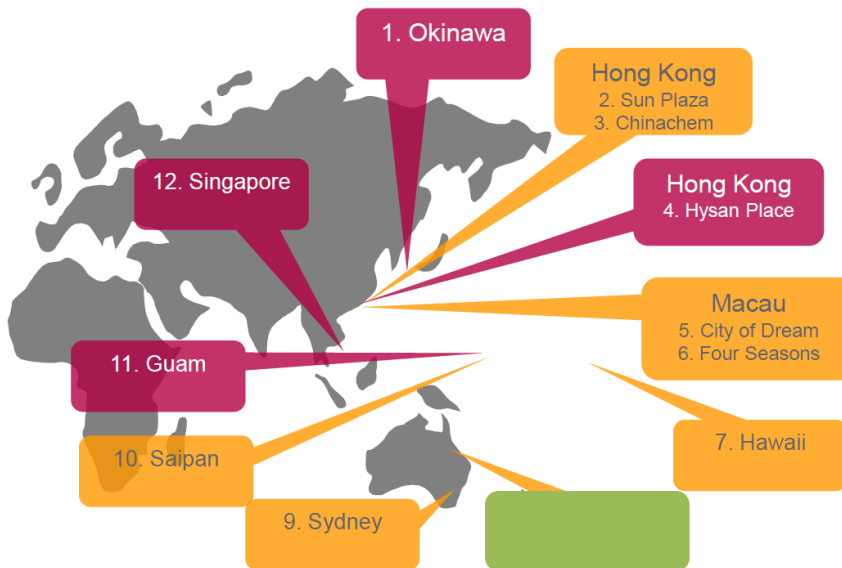 1. Okinawa
Hong Kong
2. Sun Plaza
3. Chinachem
Hong Kong
4. Hysan Place
Macau
5. City of Dream
6. Four Seasons
7. Hawaii
9. Sydney
10. Saipan
11. Guam
12. Singapore